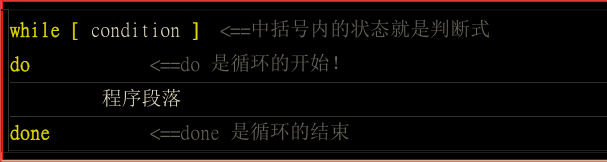 while [ condition ]  <==中括号内的状态就是判断式
do            <==do 是循环的开始！
        程序段落
done          <==done 是循环的结束